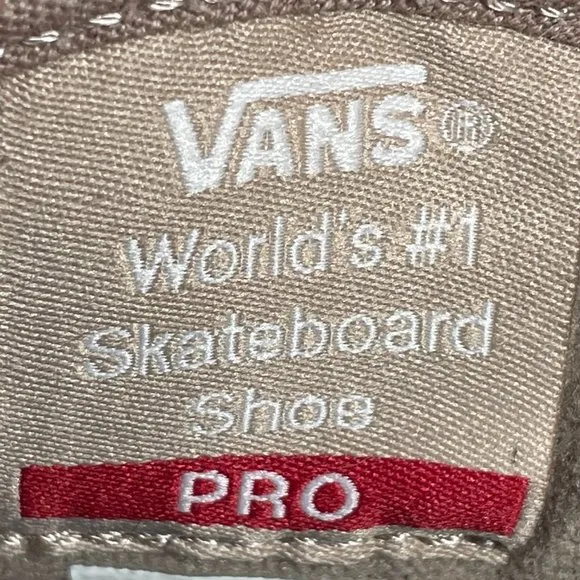 VANS®
World's #1
Skateboard
Shoe
PRO